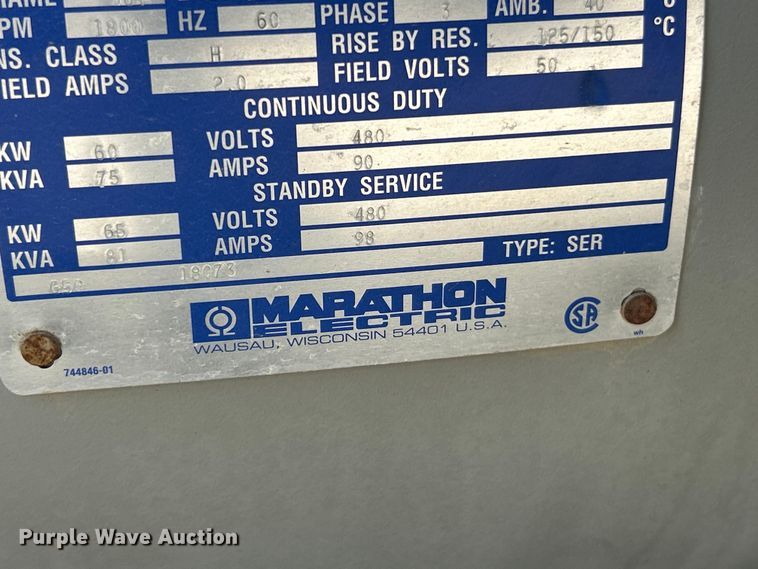 PM 1800 HZ 60 PHASE 3 AMB. 40
NS. CLASS H RISE BY RES. 125/150 °C
IELD AMPS 2.0 FIELD VOLTS 50
CONTINUOUS DUTY
KW 60 VOLTS 480
KVA 75 AMPS 90
STANDBY SERVICE
KW 65 VOLTS 480
KVA 81 AMPS 98
TYPE: SER
MARATHON
ELECTRIC
WAUSAU, WISCONSIN 54401 U.S.A.
SA
wh
744846-01
Purple Wave Auction